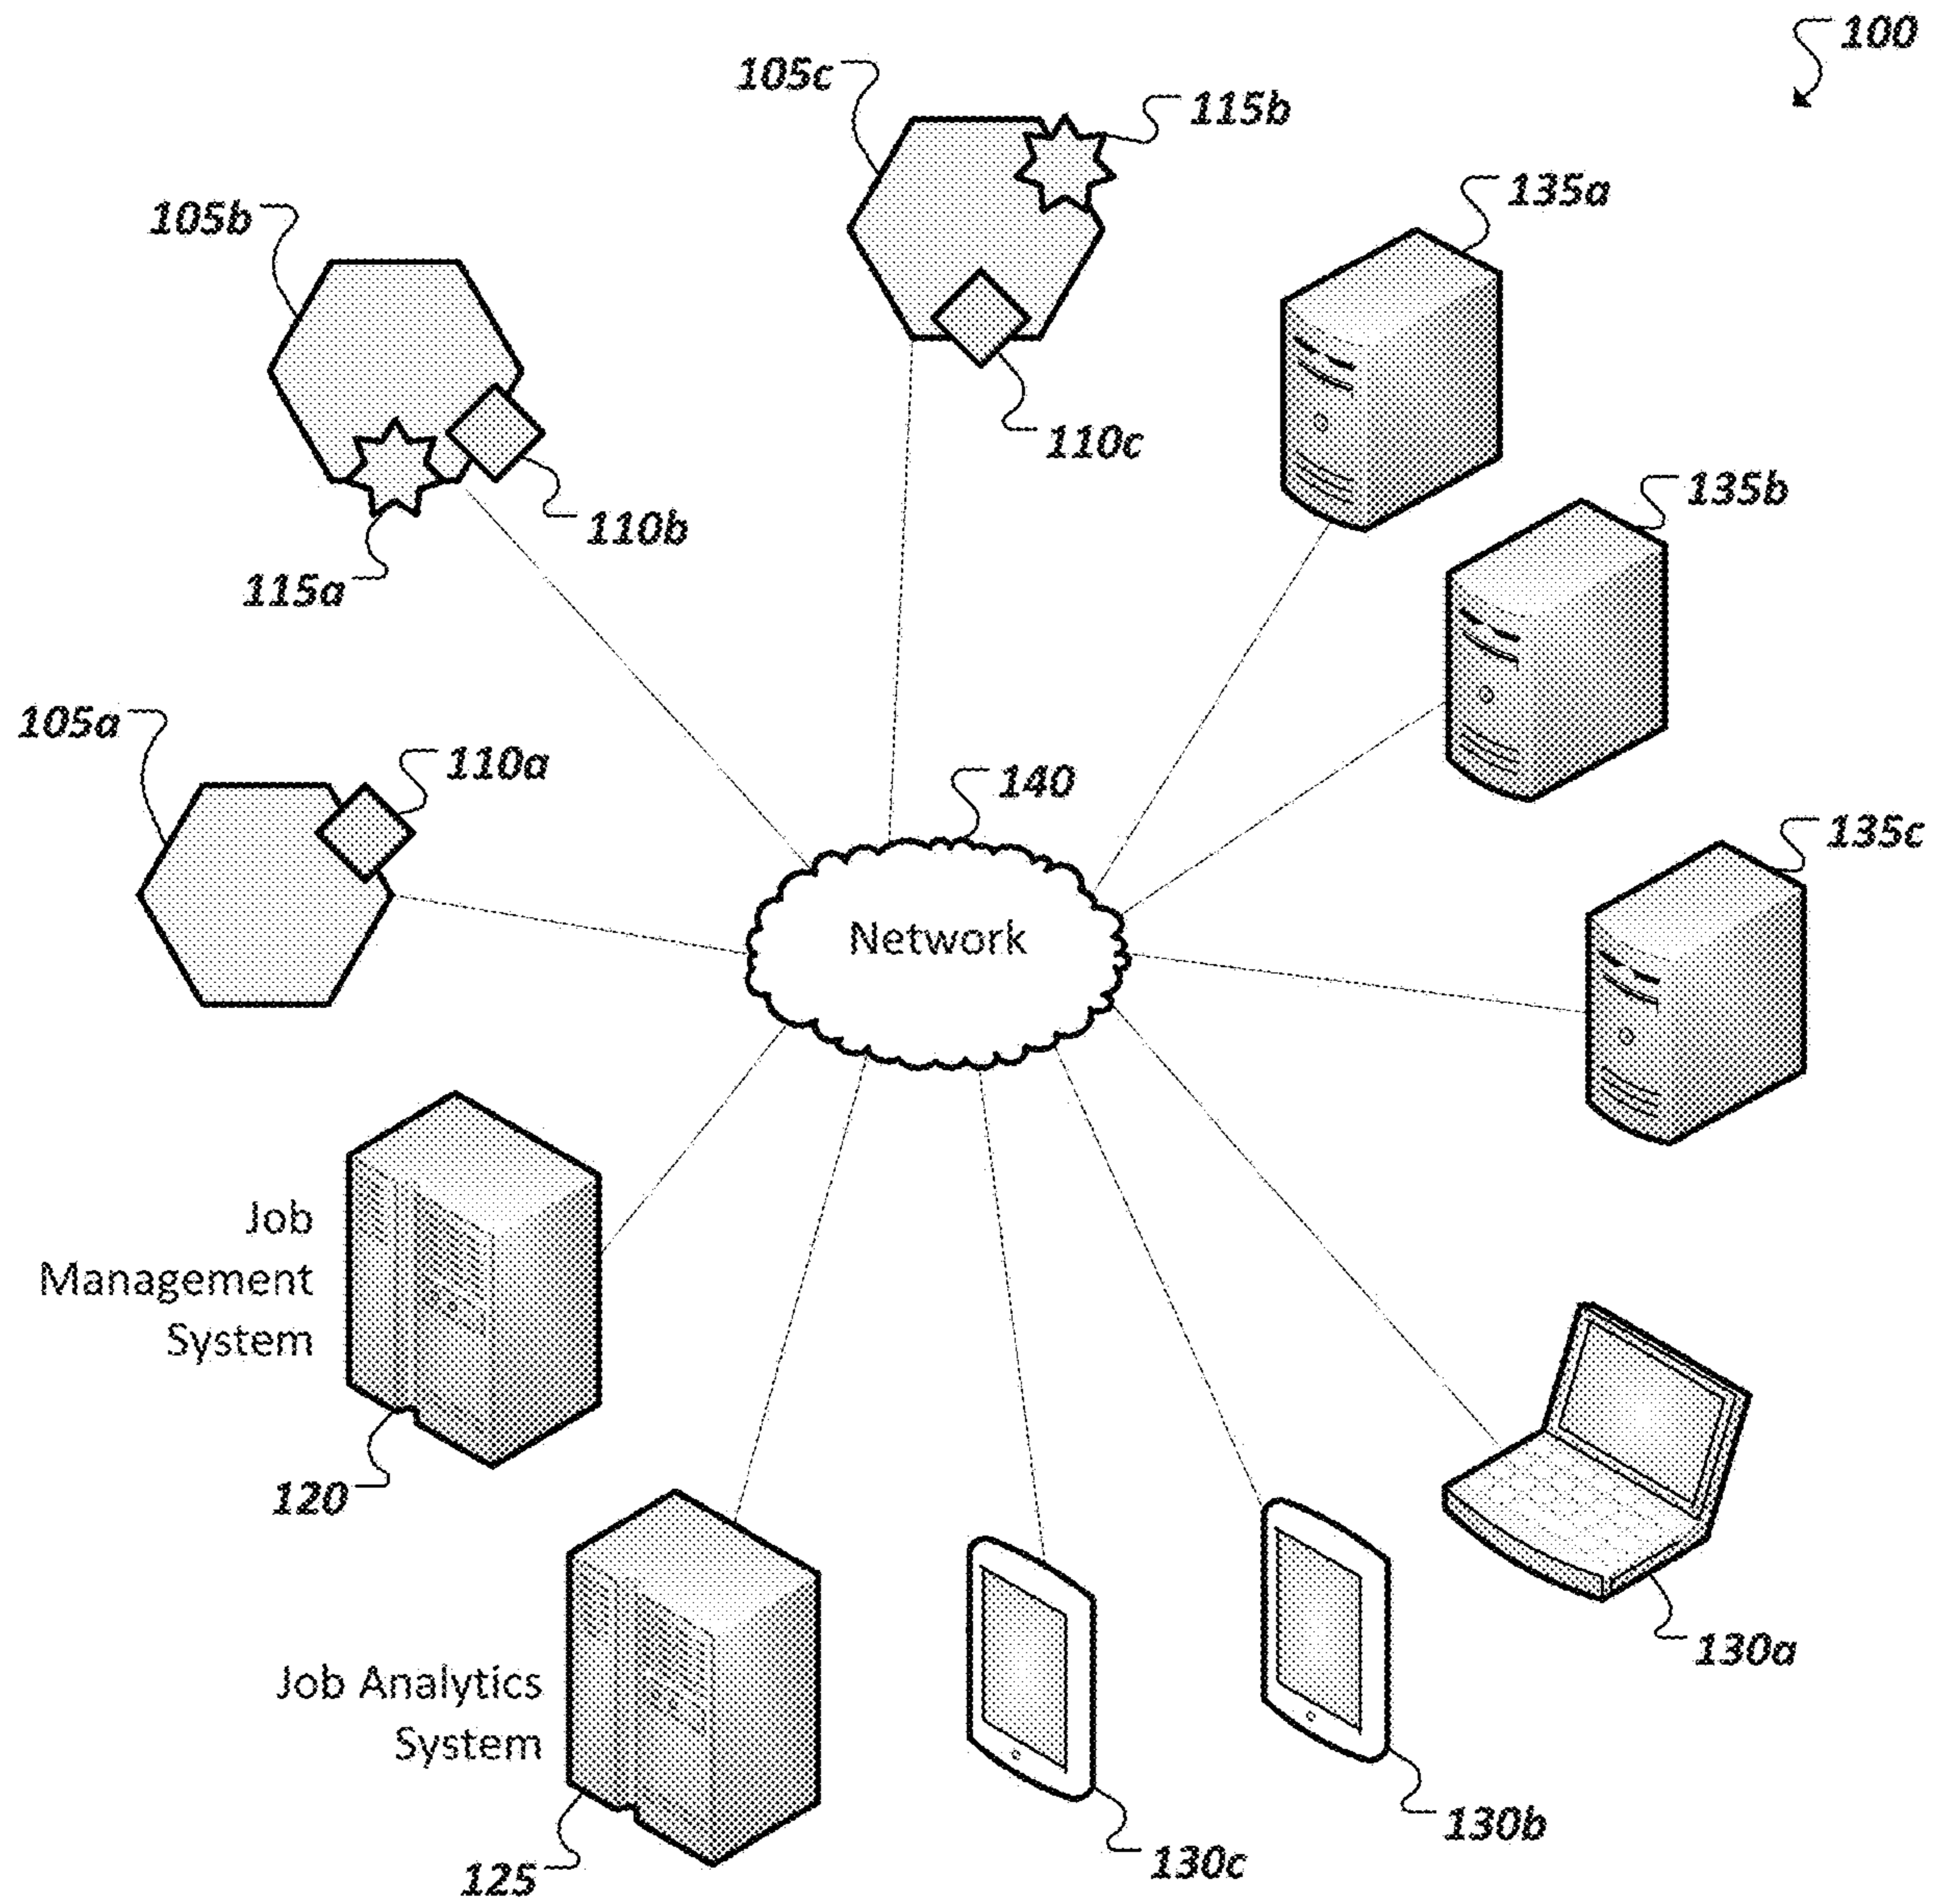 100
105c
115b
135a
105b
110c
135b
110b
115a
105a
110a
140
135c
Network
Job
Management
System
120
130a
Job Analytics
System
130b
130c
125